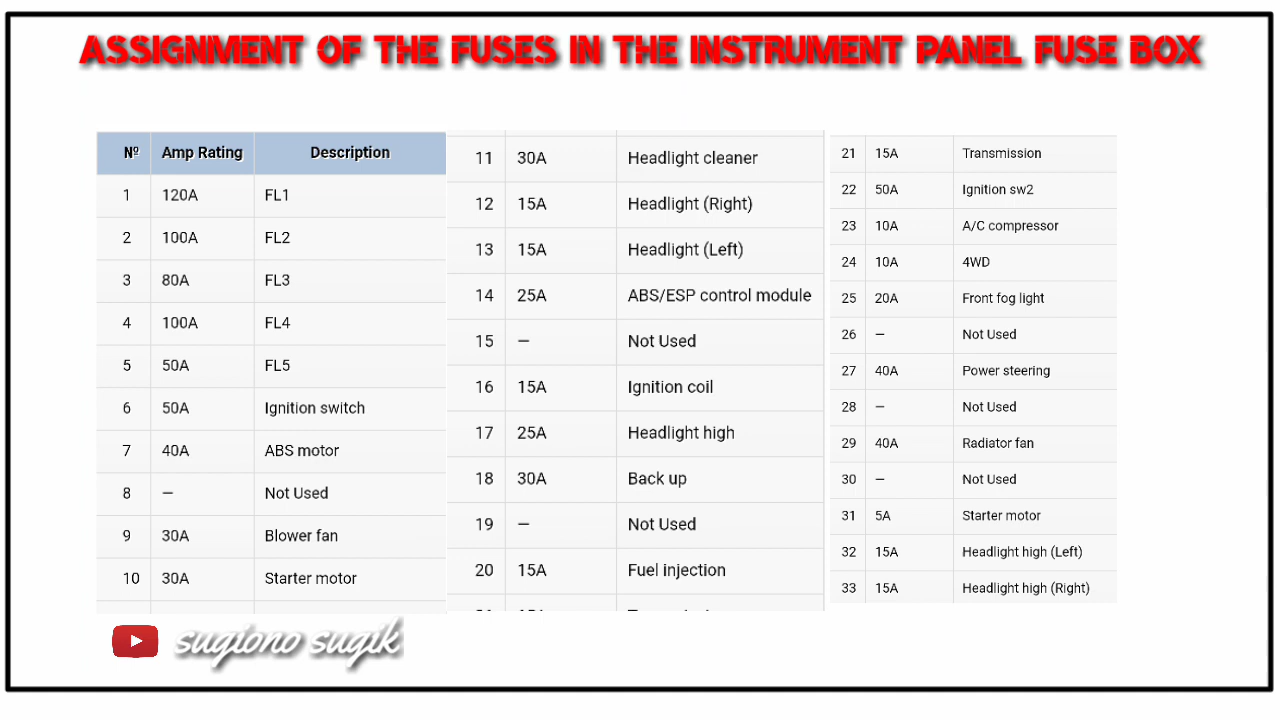 ASSIGNMENT OF THE FUSES IN THE INSTRUMENT PANEL FUSE BOX
Nº Amp Rating Description
1 120A FL1
2 100A FL2
3 80A FL3
4 100A FL4
5 50A FL5
6 50A Ignition switch
7 40A ABS motor
8 — Not Used
9 30A Blower fan
10 30A Starter motor
11 30A Headlight cleaner
12 15A Headlight (Right)
13 15A Headlight (Left)
14 25A ABS/ESP control module
15 — Not Used
16 15A Ignition coil
17 25A Headlight high
18 30A Back up
19 — Not Used
20 15A Fuel injection
21 15A Transmission
22 50A Ignition sw2
23 10A A/C compressor
24 10A 4WD
25 20A Front fog light
26 — Not Used
27 40A Power steering
28 — Not Used
29 40A Radiator fan
30 — Not Used
31 5A Starter motor
32 15A Headlight high (Left)
33 15A Headlight high (Right)
sugiono sugik